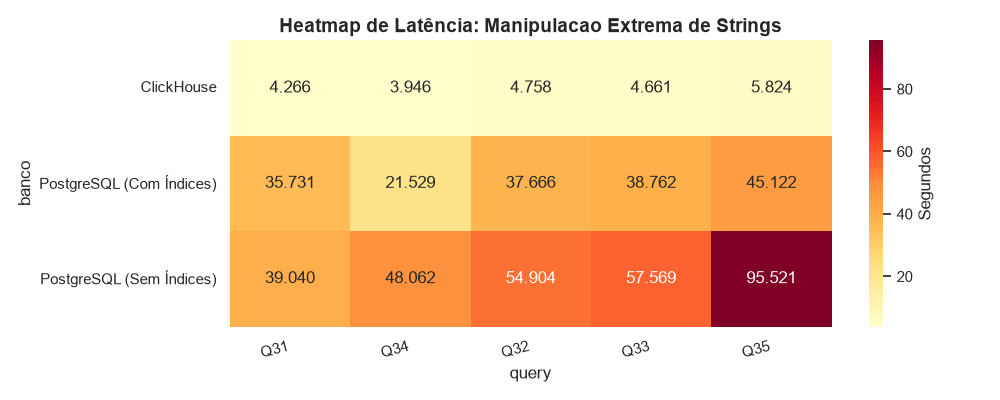 Heatmap de Latência: Manipulacao Extrema de Strings
banco
ClickHouse
4.266 3.946 4.758 4.661 5.824
PostgreSQL (Com Índices)
35.731 21.529 37.666 38.762 45.122
PostgreSQL (Sem Índices)
39.040 48.062 54.904 57.569 95.521
Q31 Q34 Q32 Q33 Q35
query
80
60
40
20
Segundos